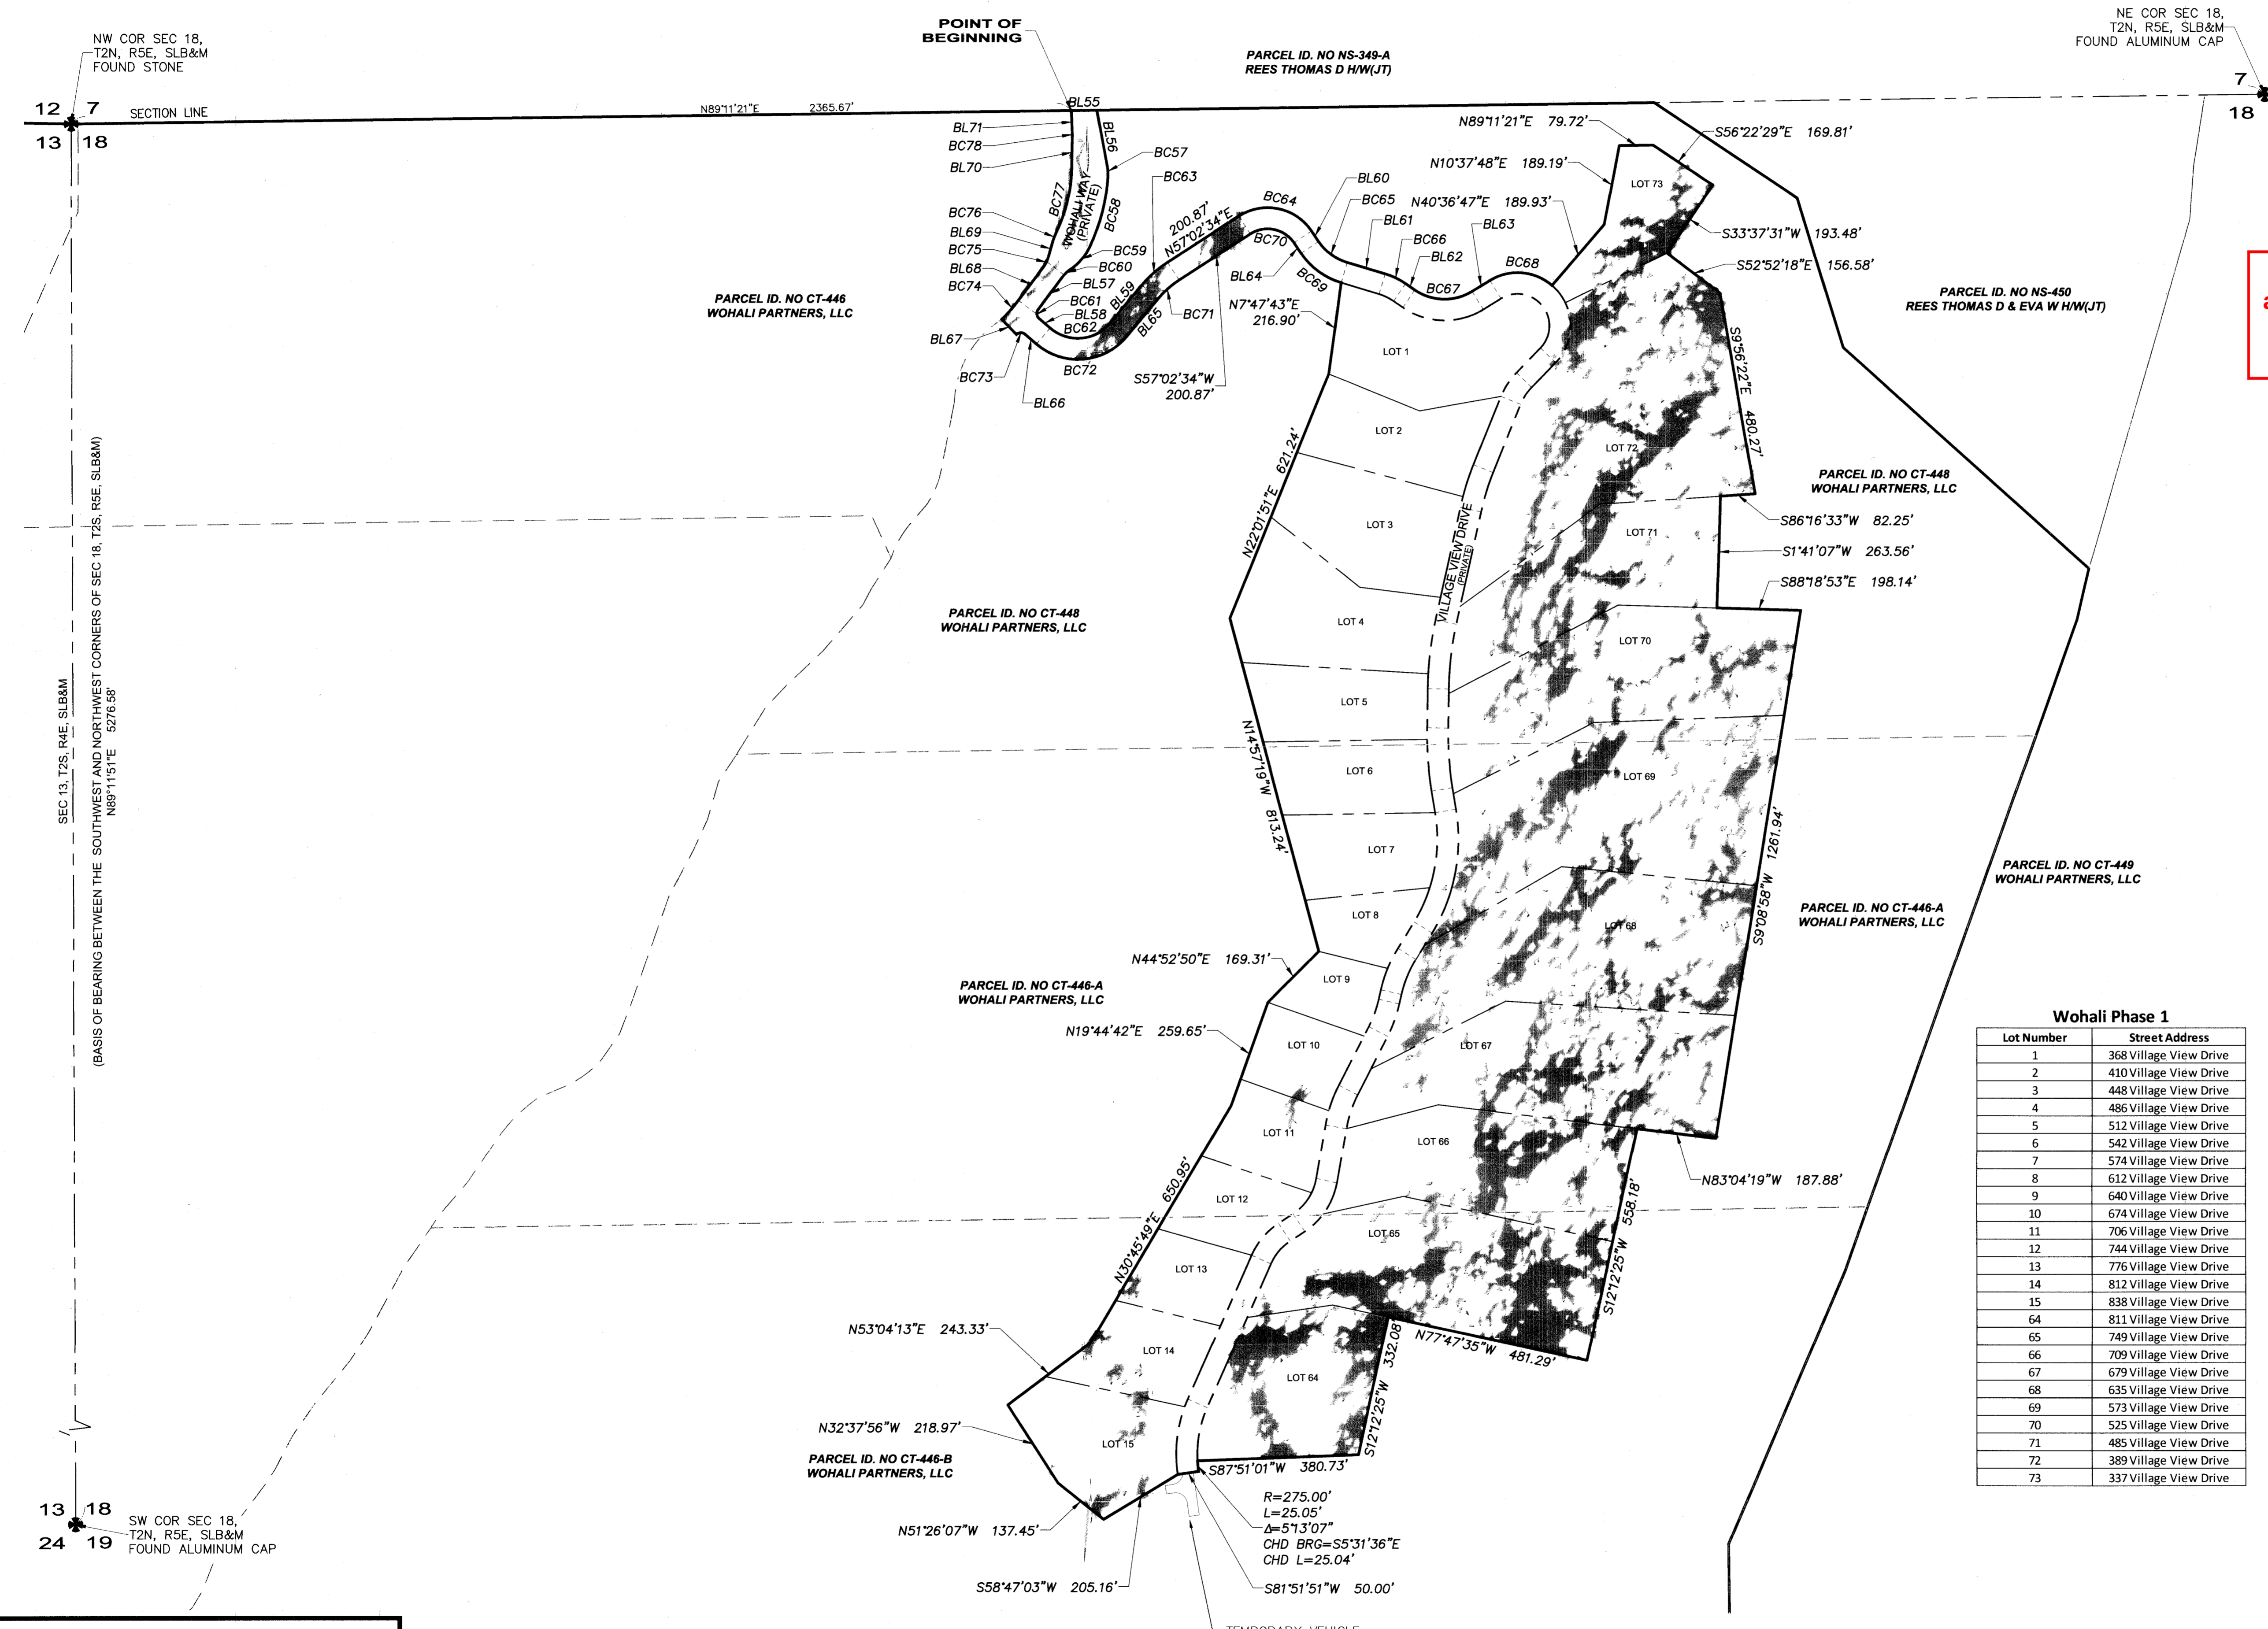 POINT OF
BEGINNING
NW COR SEC 18,
T2N, R5E, SLB&M
FOUND STONE
NE COR SEC 18,
T2N, R5E, SLB&M
FOUND ALUMINUM CAP
PARCEL ID. NO NS-349-A
REES THOMAS D H/W(JT)
12 7
13 18
SECTION LINE
N89°11'21"E 2365.67'
7
18
BL55
BL71
BC78
BL70
BL56
BC57
BC63
BC77
WOHALI WAY
(PRIVATE)
BC58
BC76
BL69
BC75
BL68
BC74
BC59
BC60
BL57
BC61
BL58
BC62
BL59
BL65
BC71
BL67
BC73
BC72
BL66
200.87'
N57°02'34"E
S57°02'34"W
200.87'
BC64
BC70
BL60
BC65
BL61
BC66
BL62
BL63
BL64
BC69
BC67
BC68
N89°11'21"E 79.72'
S56°22'29"E 169.81'
N10°37'48"E 189.19'
N40°36'47"E 189.93'
LOT 73
S33°37'31"W 193.48'
S52°52'18"E 156.58'
PARCEL ID. NO CT-446
WOHALI PARTNERS, LLC
PARCEL ID. NO NS-450
REES THOMAS D & EVA W H/W(JT)
a
N7°47'43"E
216.90'
LOT 1
S9°56'22"E 480.27'
LOT 2
N22°01'51"E 621.24'
LOT 72
PARCEL ID. NO CT-448
WOHALI PARTNERS, LLC
LOT 3
VILLAGE VIEW DRIVE
(PRIVATE)
S86°16'33"W 82.25'
LOT 71
S1°41'07"W 263.56'
S88°18'53"E 198.14'
SEC 13, T2S, R4E, SLB&M
(BASIS OF BEARING BETWEEN THE SOUTHWEST AND NORTHWEST CORNERS OF SEC 18, T2S, R5E, SLB&M)
N89°11'51"E 5276.58'
PARCEL ID. NO CT-448
WOHALI PARTNERS, LLC
LOT 4
LOT 70
LOT 5
N14°57'19"W 813.24'
LOT 6
LOT 69
LOT 7
S9°08'58"W 1261.94'
PARCEL ID. NO CT-449
WOHALI PARTNERS, LLC
LOT 8
LOT 68
PARCEL ID. NO CT-446-A
WOHALI PARTNERS, LLC
N44°52'50"E 169.31'
LOT 9
PARCEL ID. NO CT-446-A
WOHALI PARTNERS, LLC
N19°44'42"E 259.65'
LOT 10
LOT 67
LOT 11
LOT 66
N83°04'19"W 187.88'
N30°45'49"E 650.95'
LOT 12
S12°12'25"W 558.18'
LOT 65
LOT 13
N53°04'13"E 243.33'
LOT 14
N77°47'35"W 481.29'
S12°12'25"W 332.08'
LOT 64
N32°37'56"W 218.97'
LOT 15
PARCEL ID. NO CT-446-B
WOHALI PARTNERS, LLC
S87°51'01"W 380.73'
R=275.00'
L=25.05'
Δ=5°13'07"
CHD BRG=S5°31'36"E
CHD L=25.04'
N51°26'07"W 137.45'
S58°47'03"W 205.16'
S81°51'51"W 50.00'
TEMPORARY VEHICLE
13 18
24 19
SW COR SEC 18,
T2N, R5E, SLB&M
FOUND ALUMINUM CAP
Wohali Phase 1
Lot Number Street Address
1 368 Village View Drive
2 410 Village View Drive
3 448 Village View Drive
4 486 Village View Drive
5 512 Village View Drive
6 542 Village View Drive
7 574 Village View Drive
8 612 Village View Drive
9 640 Village View Drive
10 674 Village View Drive
11 706 Village View Drive
12 744 Village View Drive
13 776 Village View Drive
14 812 Village View Drive
15 838 Village View Drive
64 811 Village View Drive
65 749 Village View Drive
66 709 Village View Drive
67 679 Village View Drive
68 635 Village View Drive
69 573 Village View Drive
70 525 Village View Drive
71 485 Village View Drive
72 389 Village View Drive
73 337 Village View Drive